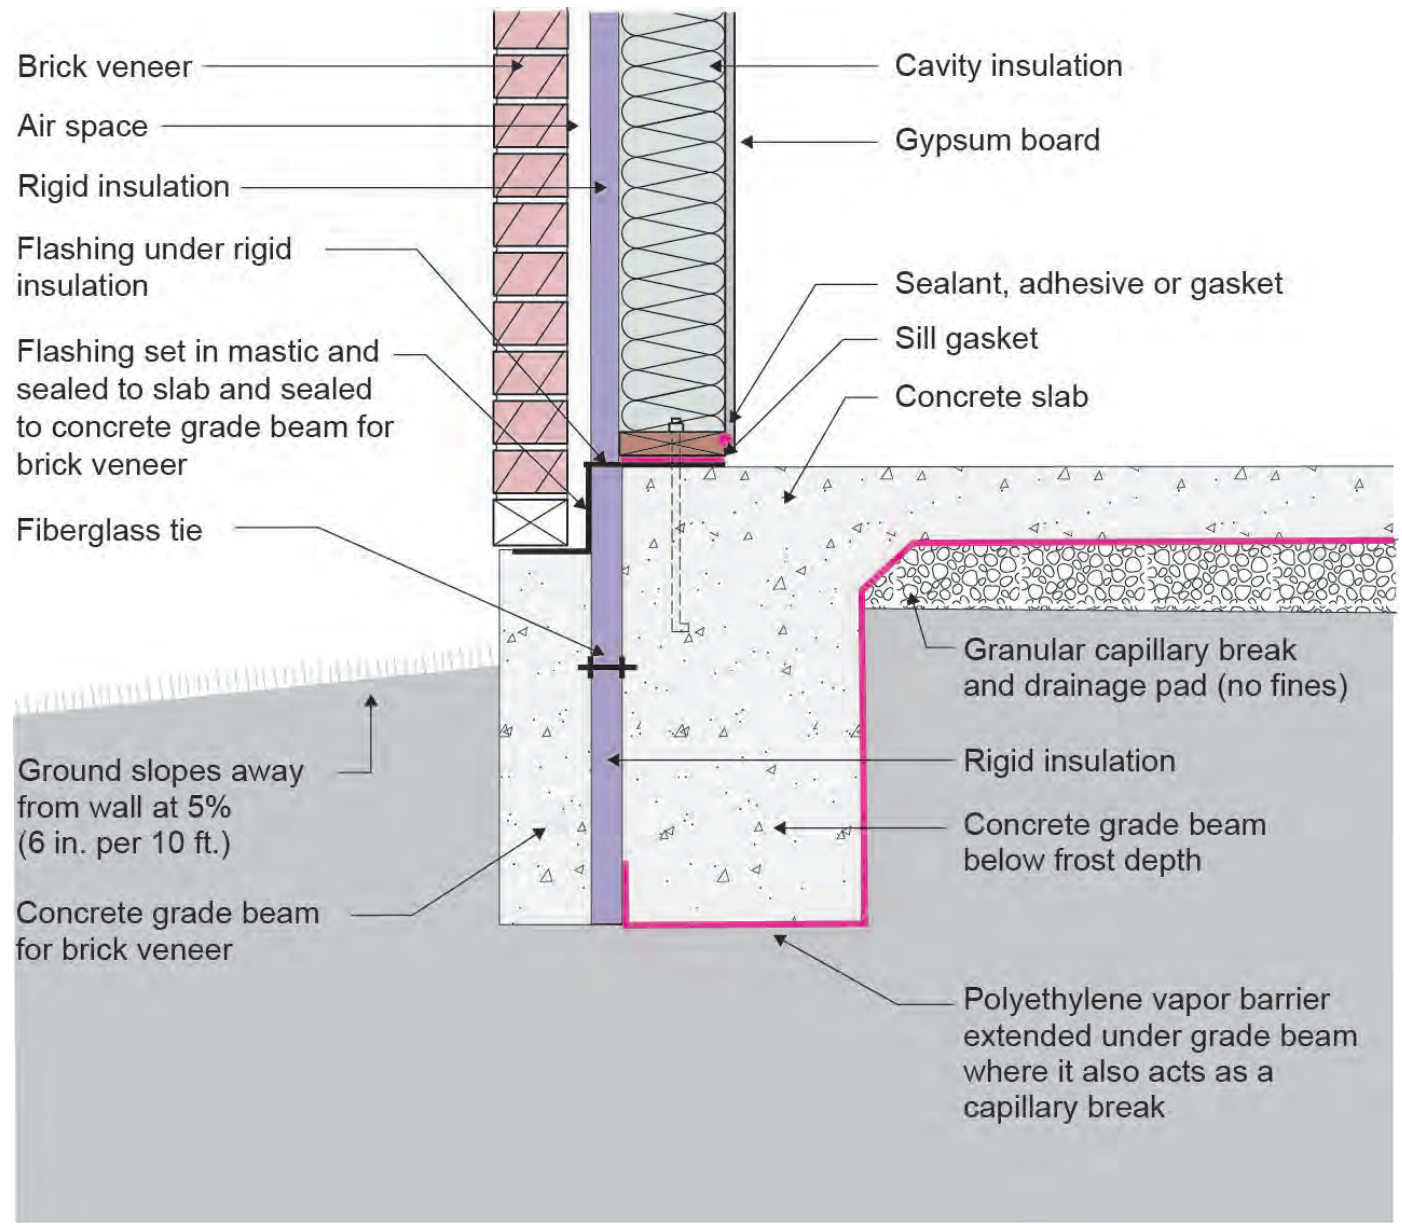 Brick veneer
Air space
Rigid insulation
Flashing under rigid
insulation
Flashing set in mastic and
sealed to slab and sealed
to concrete grade beam for
brick veneer
Fiberglass tie
Ground slopes away
from wall at 5%
(6 in. per 10 ft.)
Concrete grade beam
for brick veneer
Cavity insulation
Gypsum board
Sealant, adhesive or gasket
Sill gasket
Concrete slab
Granular capillary break
and drainage pad (no fines)
Rigid insulation
Concrete grade beam
below frost depth
Polyethylene vapor barrier
extended under grade beam
where it also acts as a
capillary break